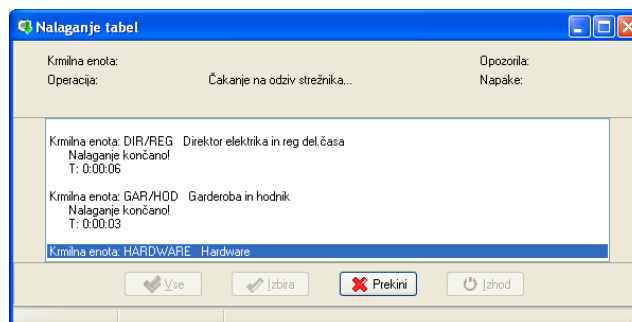 Nalaganje tabel
Krmilna enota: Opozorila:
Operacija: Čakanje na odziv strežnika... Napake:
Krmilna enota: DIR/REG Direktor elektrika in reg del.časa
Nalaganje končano!
T: 0:00:06
Krmilna enota: GAR/HOD Garderoba in hodnik
Nalaganje končano!
T: 0:00:03
Krmilna enota: HARDWARE Hardware
Vse Izbira Prekini Izhod